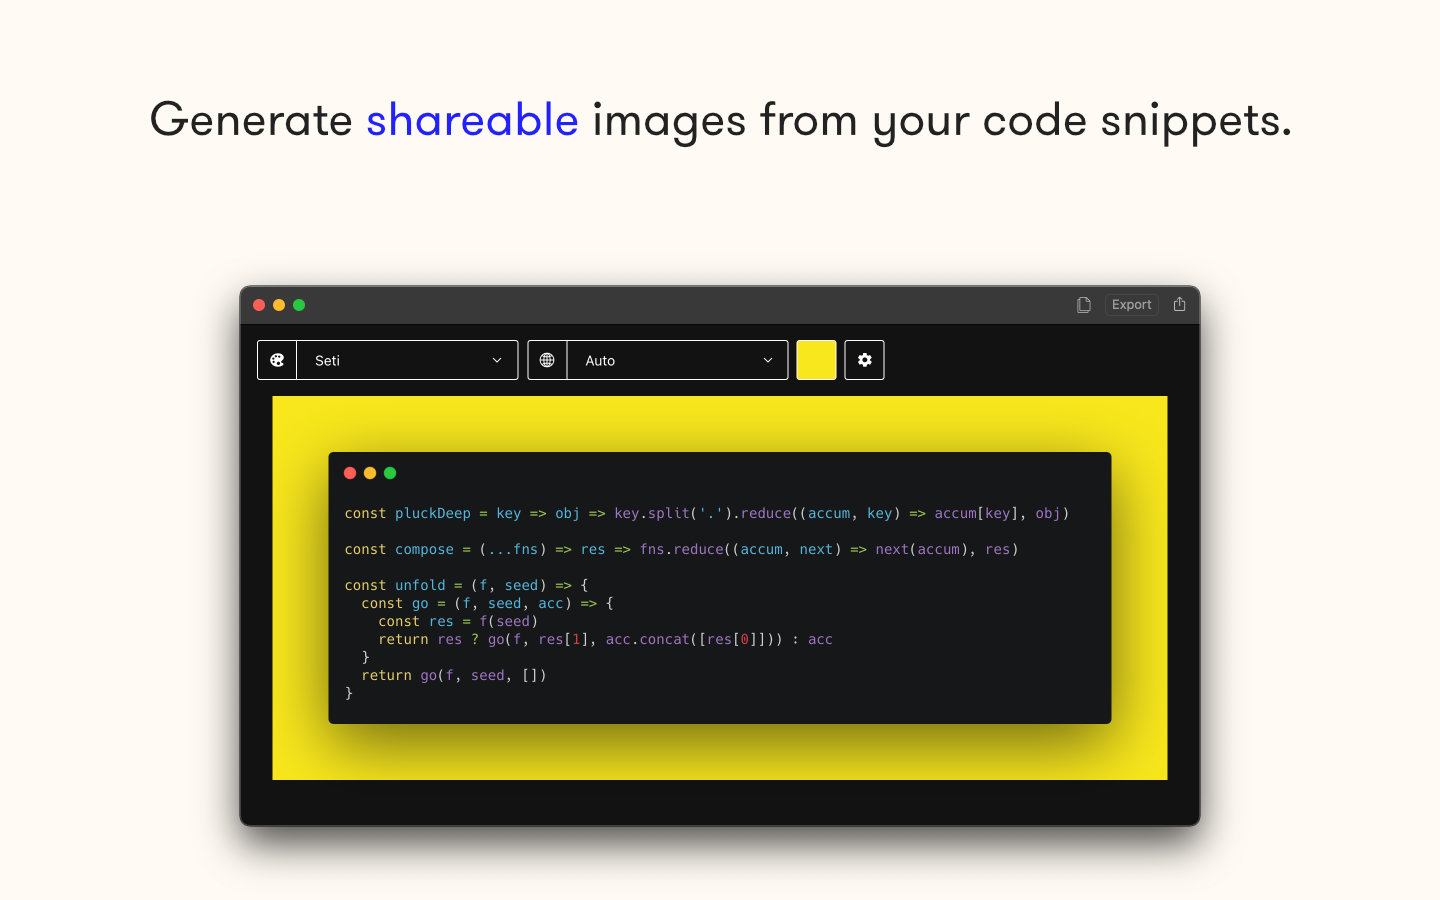 Generate shareable images from your code snippets.
Export
Seti
Auto
const pluckDeep = key => obj => key.split('.').reduce((accum, key) => accum[key], obj)
const compose = (...fns) => res => fns.reduce((accum, next) => next(accum), res)
const unfold = (f, seed) => {
  const go = (f, seed, acc) => {
    const res = f(seed)
    return res ? go(f, res[1], acc.concat([res[0]])) : acc
  }
  return go(f, seed, [])
}